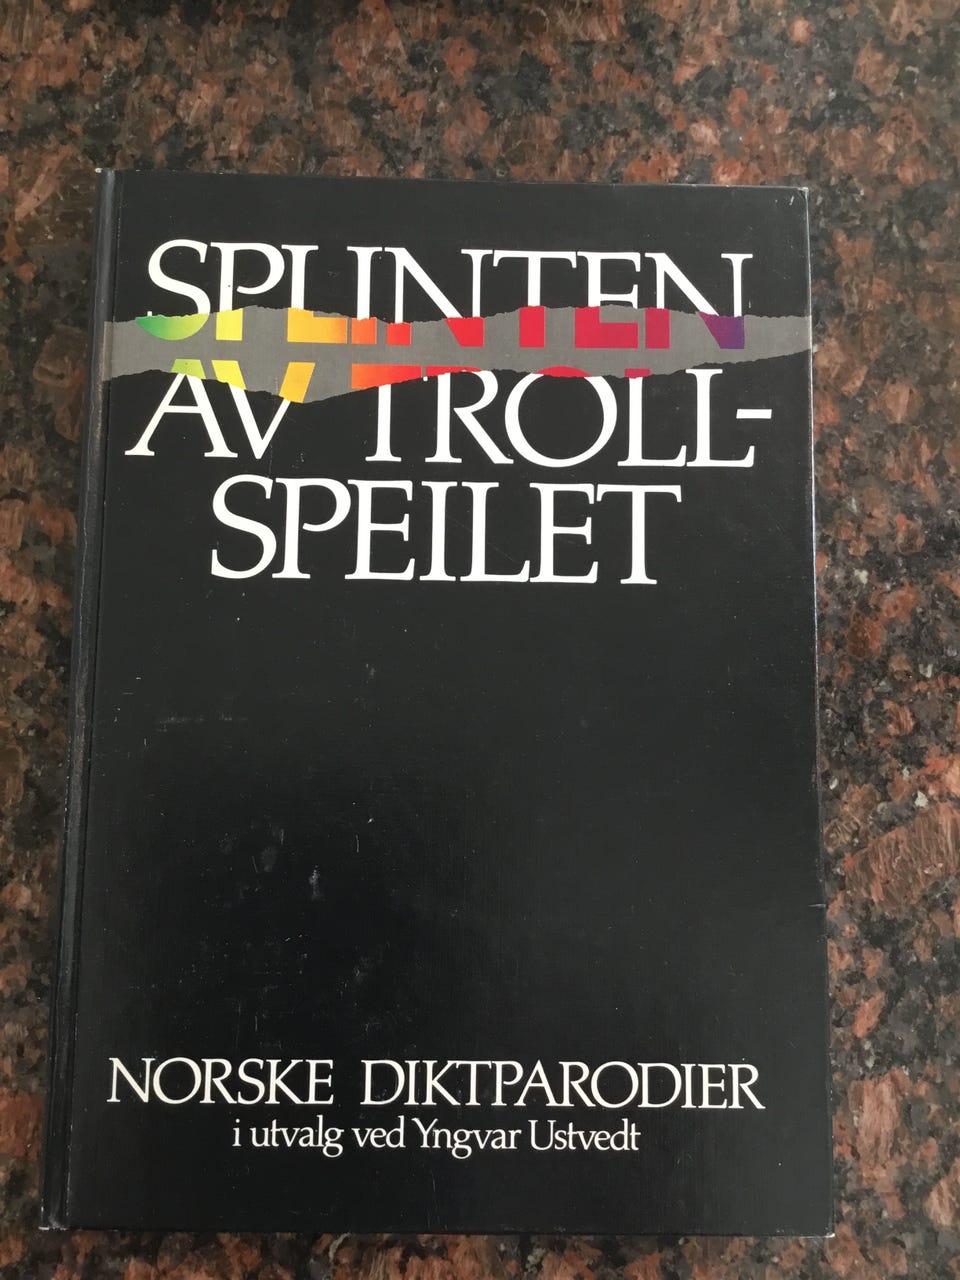 SPLINTEN
AV TROLL-
SPEILET
NORSKE DIKTPARODIER
i utvalg ved Yngvar Ustvedt